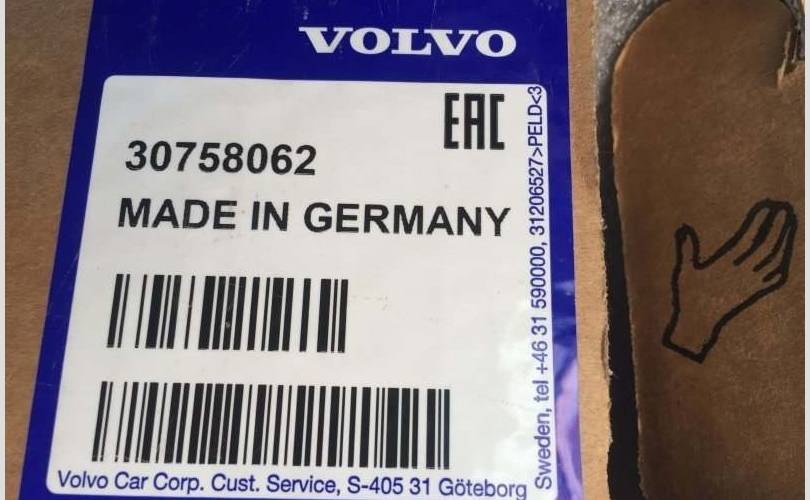 VOLVO
EAC
30758062
MADE IN GERMANY
Volvo Car Corp. Cust. Service, S-405 31 Göteborg
Sweden, tel +46 31 590000, 31206527>PELD<3